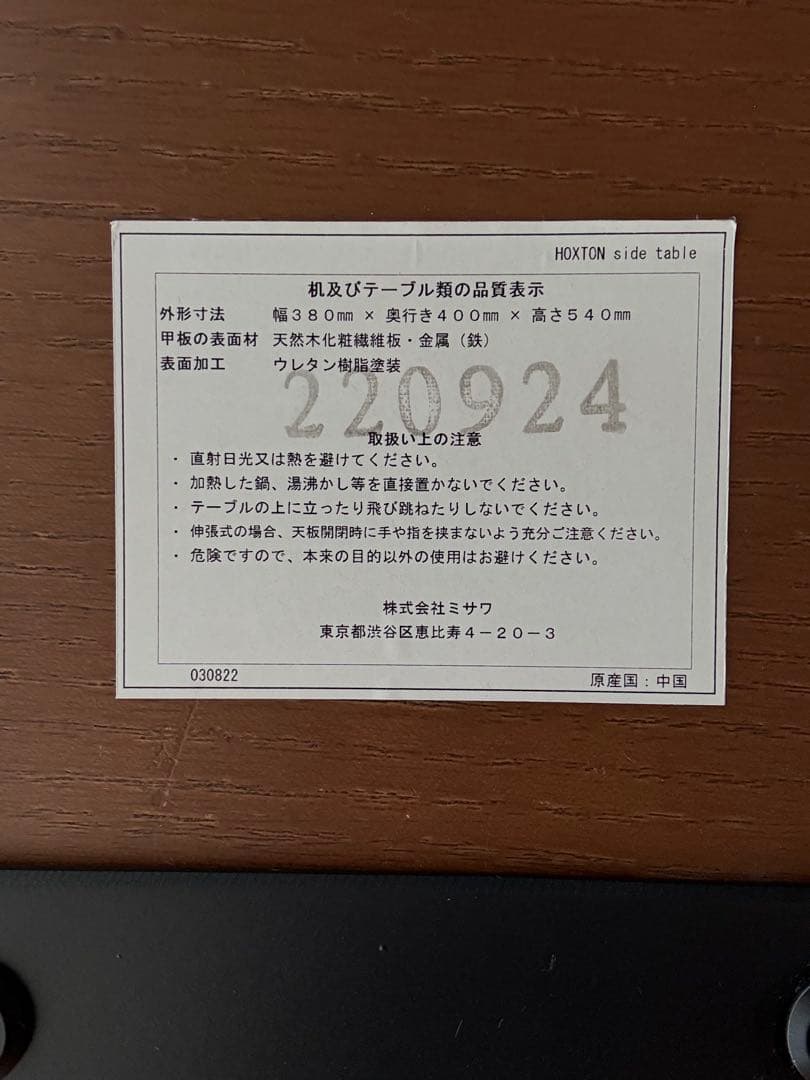 HOXTON side table
机及びテーブル類の品質表示
外形寸法　幅３８０㎜ × 奥行き４００㎜ × 高さ５４０㎜
甲板の表面材　天然木化粧繊維板・金属（鉄）
表面加工　ウレタン樹脂塗装
220924
取扱い上の注意
・ 直射日光又は熱を避けてください。
・ 加熱した鍋、湯沸かし等を直接置かないでください。
・ テーブルの上に立ったり飛び跳ねたりしないでください。
・ 伸張式の場合、天板開閉時に手や指を挟まないよう充分ご注意ください。
・ 危険ですので、本来の目的以外の使用はお避けください。
株式会社ミサワ
東京都渋谷区恵比寿４－２０－３
030822
原産国：中国